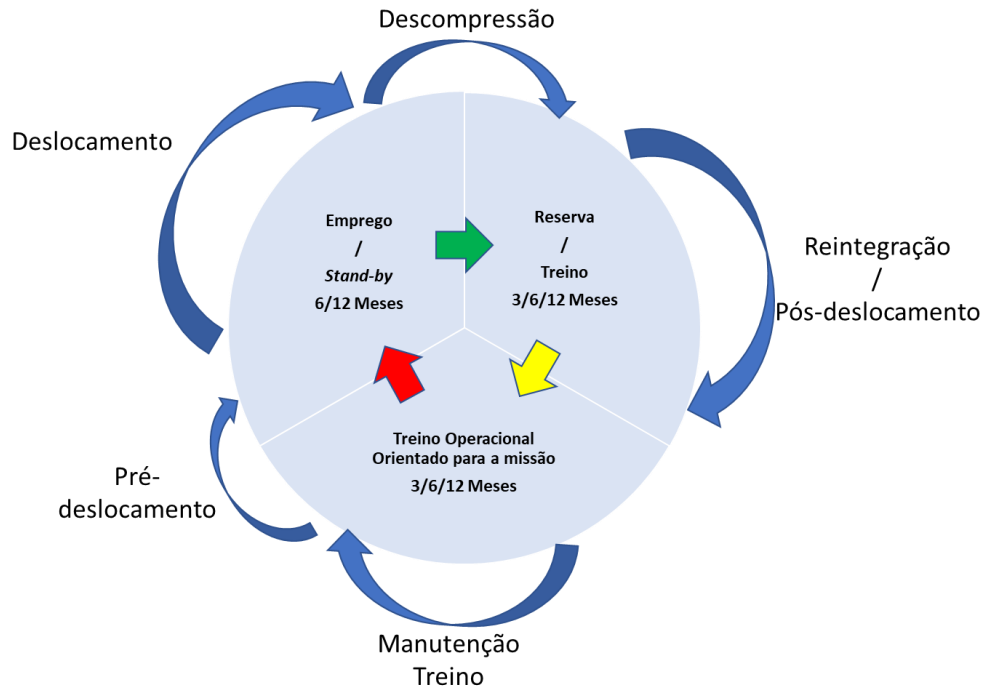 Descompressão
Deslocamento
Emprego
/
Stand-by
6/12 Meses
Reserva
/
Treino
3/6/12 Meses
Reintegração
/
Pós-deslocamento
Treino Operacional
Orientado para a missão
3/6/12 Meses
Pré-
deslocamento
Manutenção
Treino